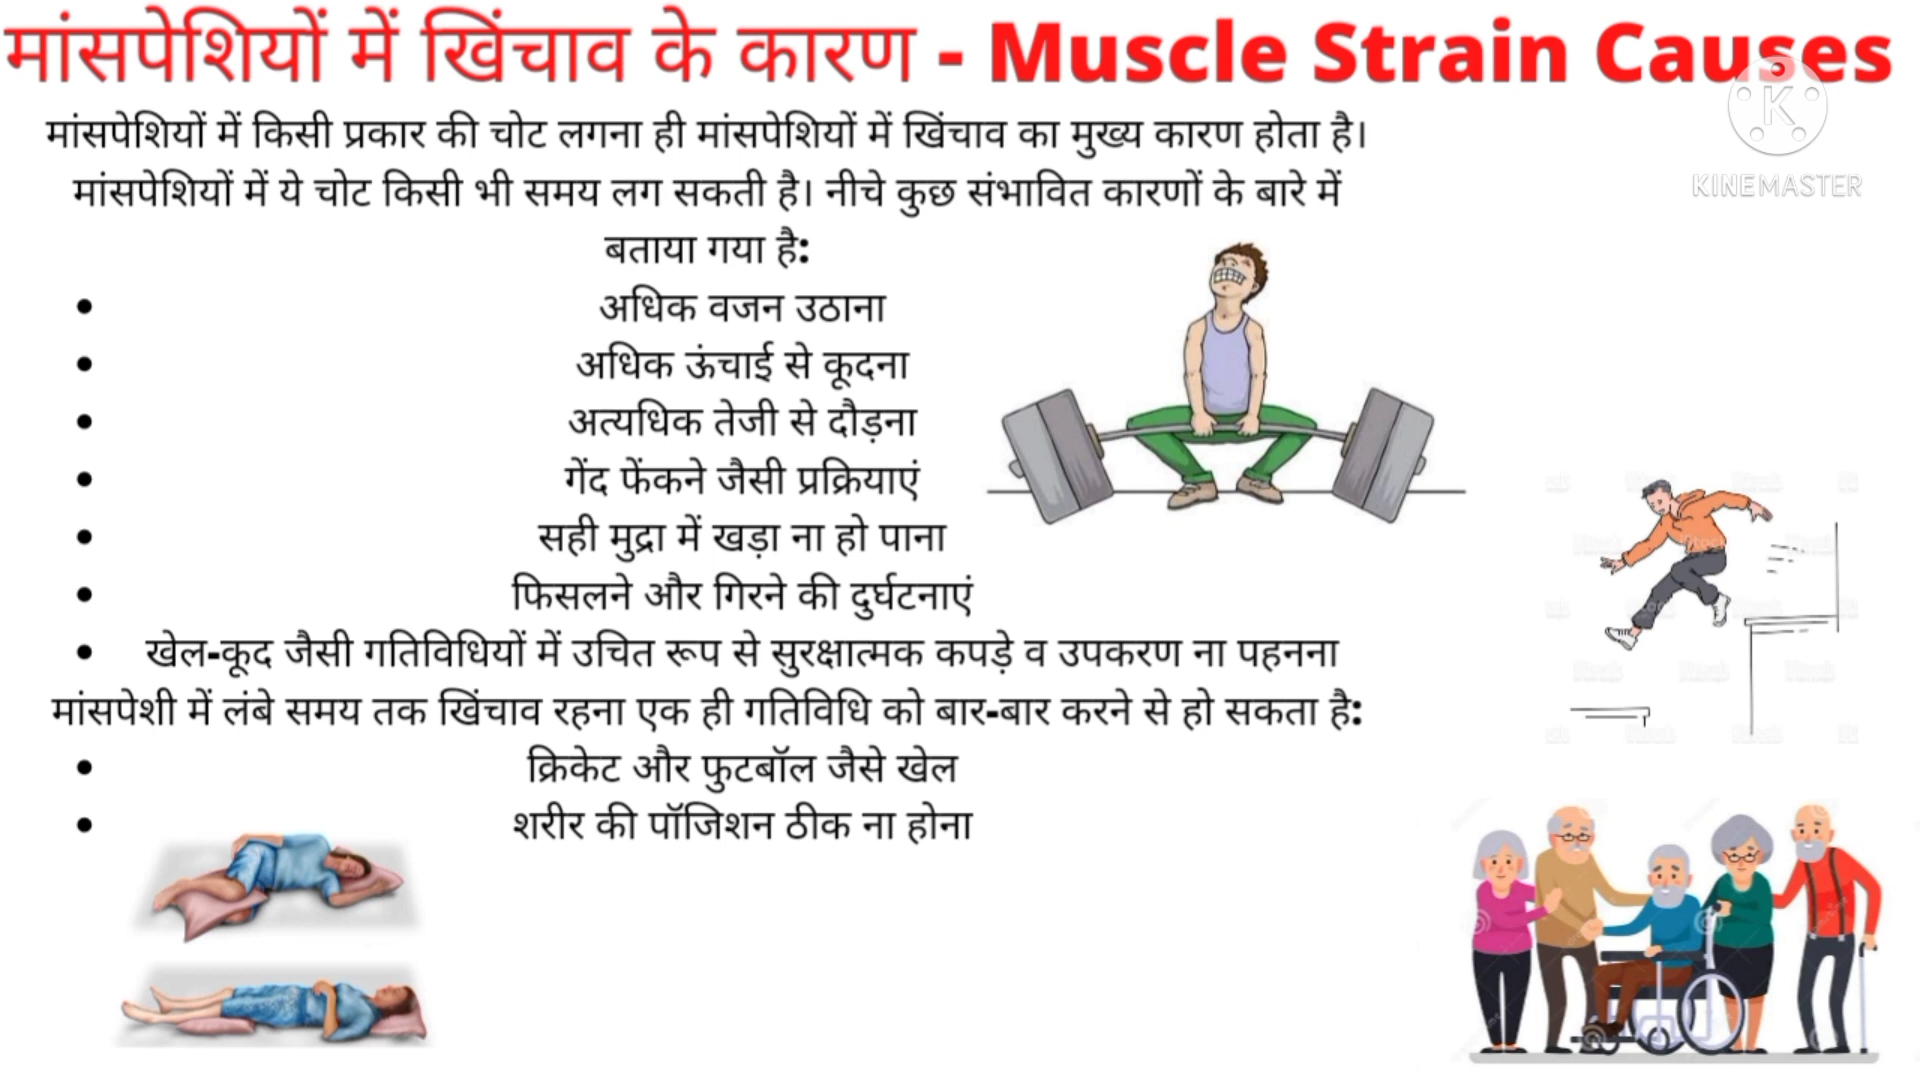 मांसपेशियों में खिंचाव के कारण - Muscle Strain Causes
मांसपेशियों में किसी प्रकार की चोट लगना ही मांसपेशियों में खिंचाव का मुख्य कारण होता है।
मांसपेशियों में ये चोट किसी भी समय लग सकती है। नीचे कुछ संभावित कारणों के बारे में
बताया गया है:
• अधिक वजन उठाना
• अधिक ऊंचाई से कूदना
• अत्यधिक तेजी से दौड़ना
• गेंद फेंकने जैसी प्रक्रियाएं
• सही मुद्रा में खड़ा ना हो पाना
• फिसलने और गिरने की दुर्घटनाएं
• खेल-कूद जैसी गतिविधियों में उचित रूप से सुरक्षात्मक कपड़े व उपकरण ना पहनना
मांसपेशी में लंबे समय तक खिंचाव रहना एक ही गतिविधि को बार-बार करने से हो सकता है:
• क्रिकेट और फुटबॉल जैसे खेल
• शरीर की पॉजिशन ठीक ना होना
K
KINEMASTER